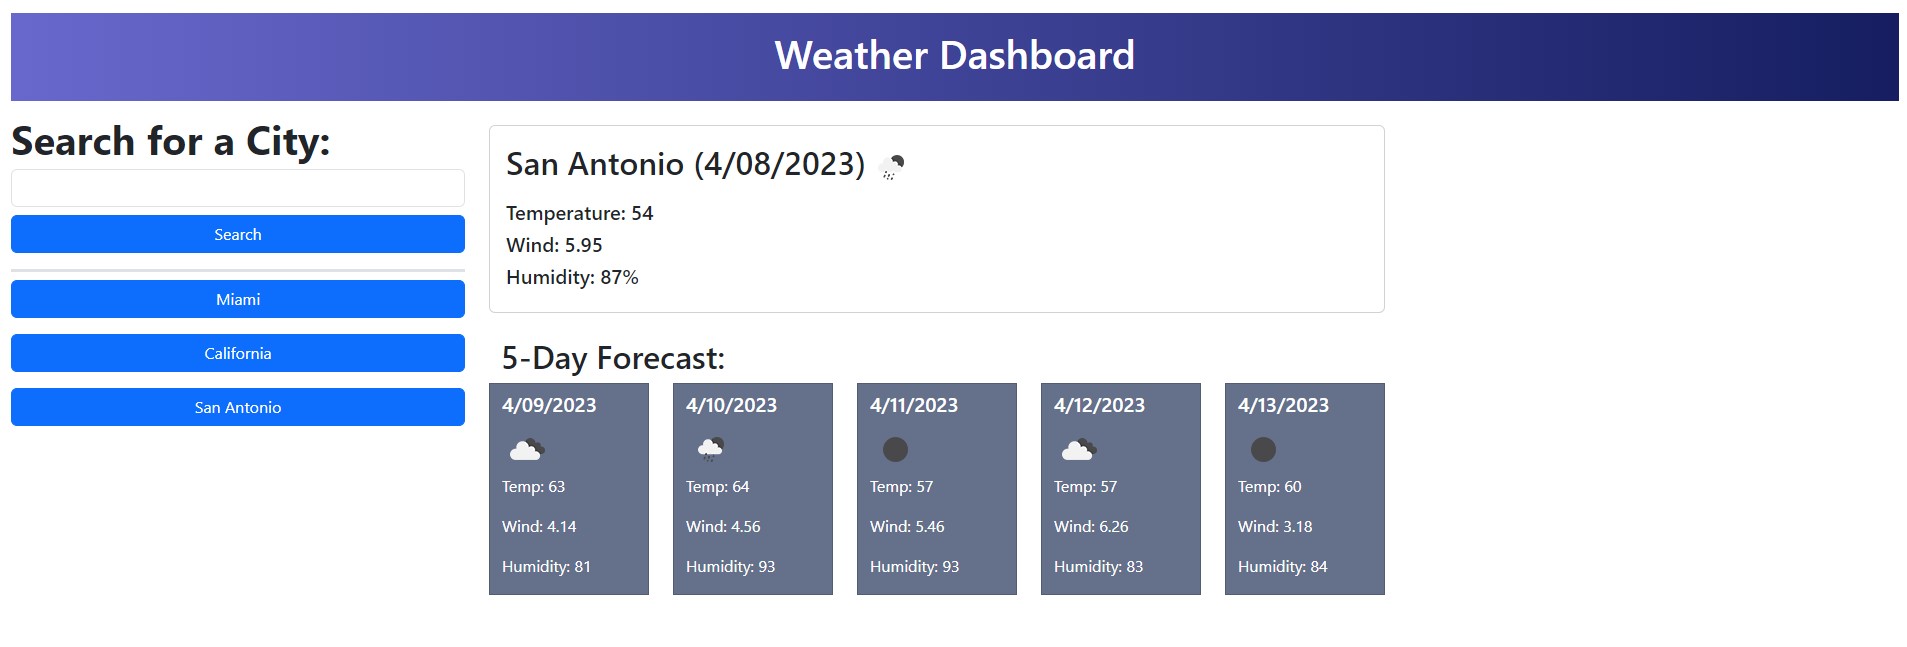 Weather Dashboard
Search for a City:
Search
Miami
California
San Antonio
San Antonio (4/08/2023)
Temperature: 54
Wind: 5.95
Humidity: 87%
5-Day Forecast:
4/09/2023
Temp: 63
Wind: 4.14
Humidity: 81
4/10/2023
Temp: 64
Wind: 4.56
Humidity: 93
4/11/2023
Temp: 57
Wind: 5.46
Humidity: 93
4/12/2023
Temp: 57
Wind: 6.26
Humidity: 83
4/13/2023
Temp: 60
Wind: 3.18
Humidity: 84